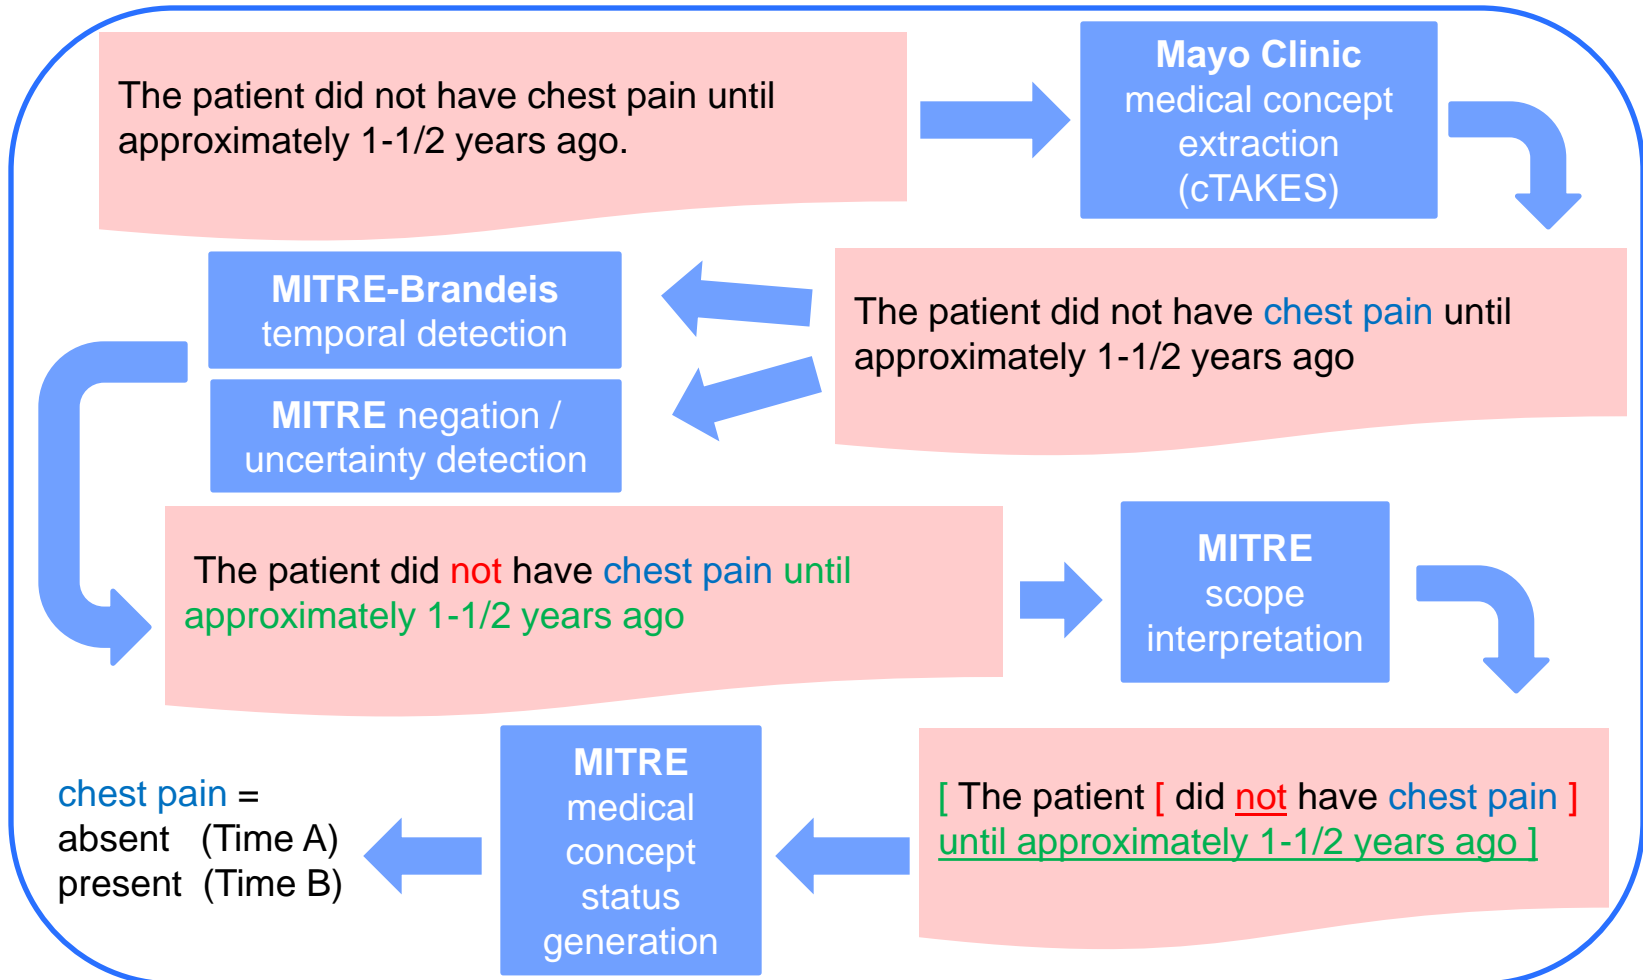 The patient did not have chest pain until
approximately 1-1/2 years ago.
Mayo Clinic
medical concept
extraction
(cTAKES)
The patient did not have chest pain until
approximately 1-1/2 years ago
MITRE-Brandeis
temporal detection
MITRE negation /
uncertainty detection
The patient did not have chest pain until
approximately 1-1/2 years ago
MITRE
scope
interpretation
[ The patient [ did not have chest pain ]
until approximately 1-1/2 years ago ]
MITRE
medical
concept
status
generation
chest pain =
absent (Time A)
present (Time B)